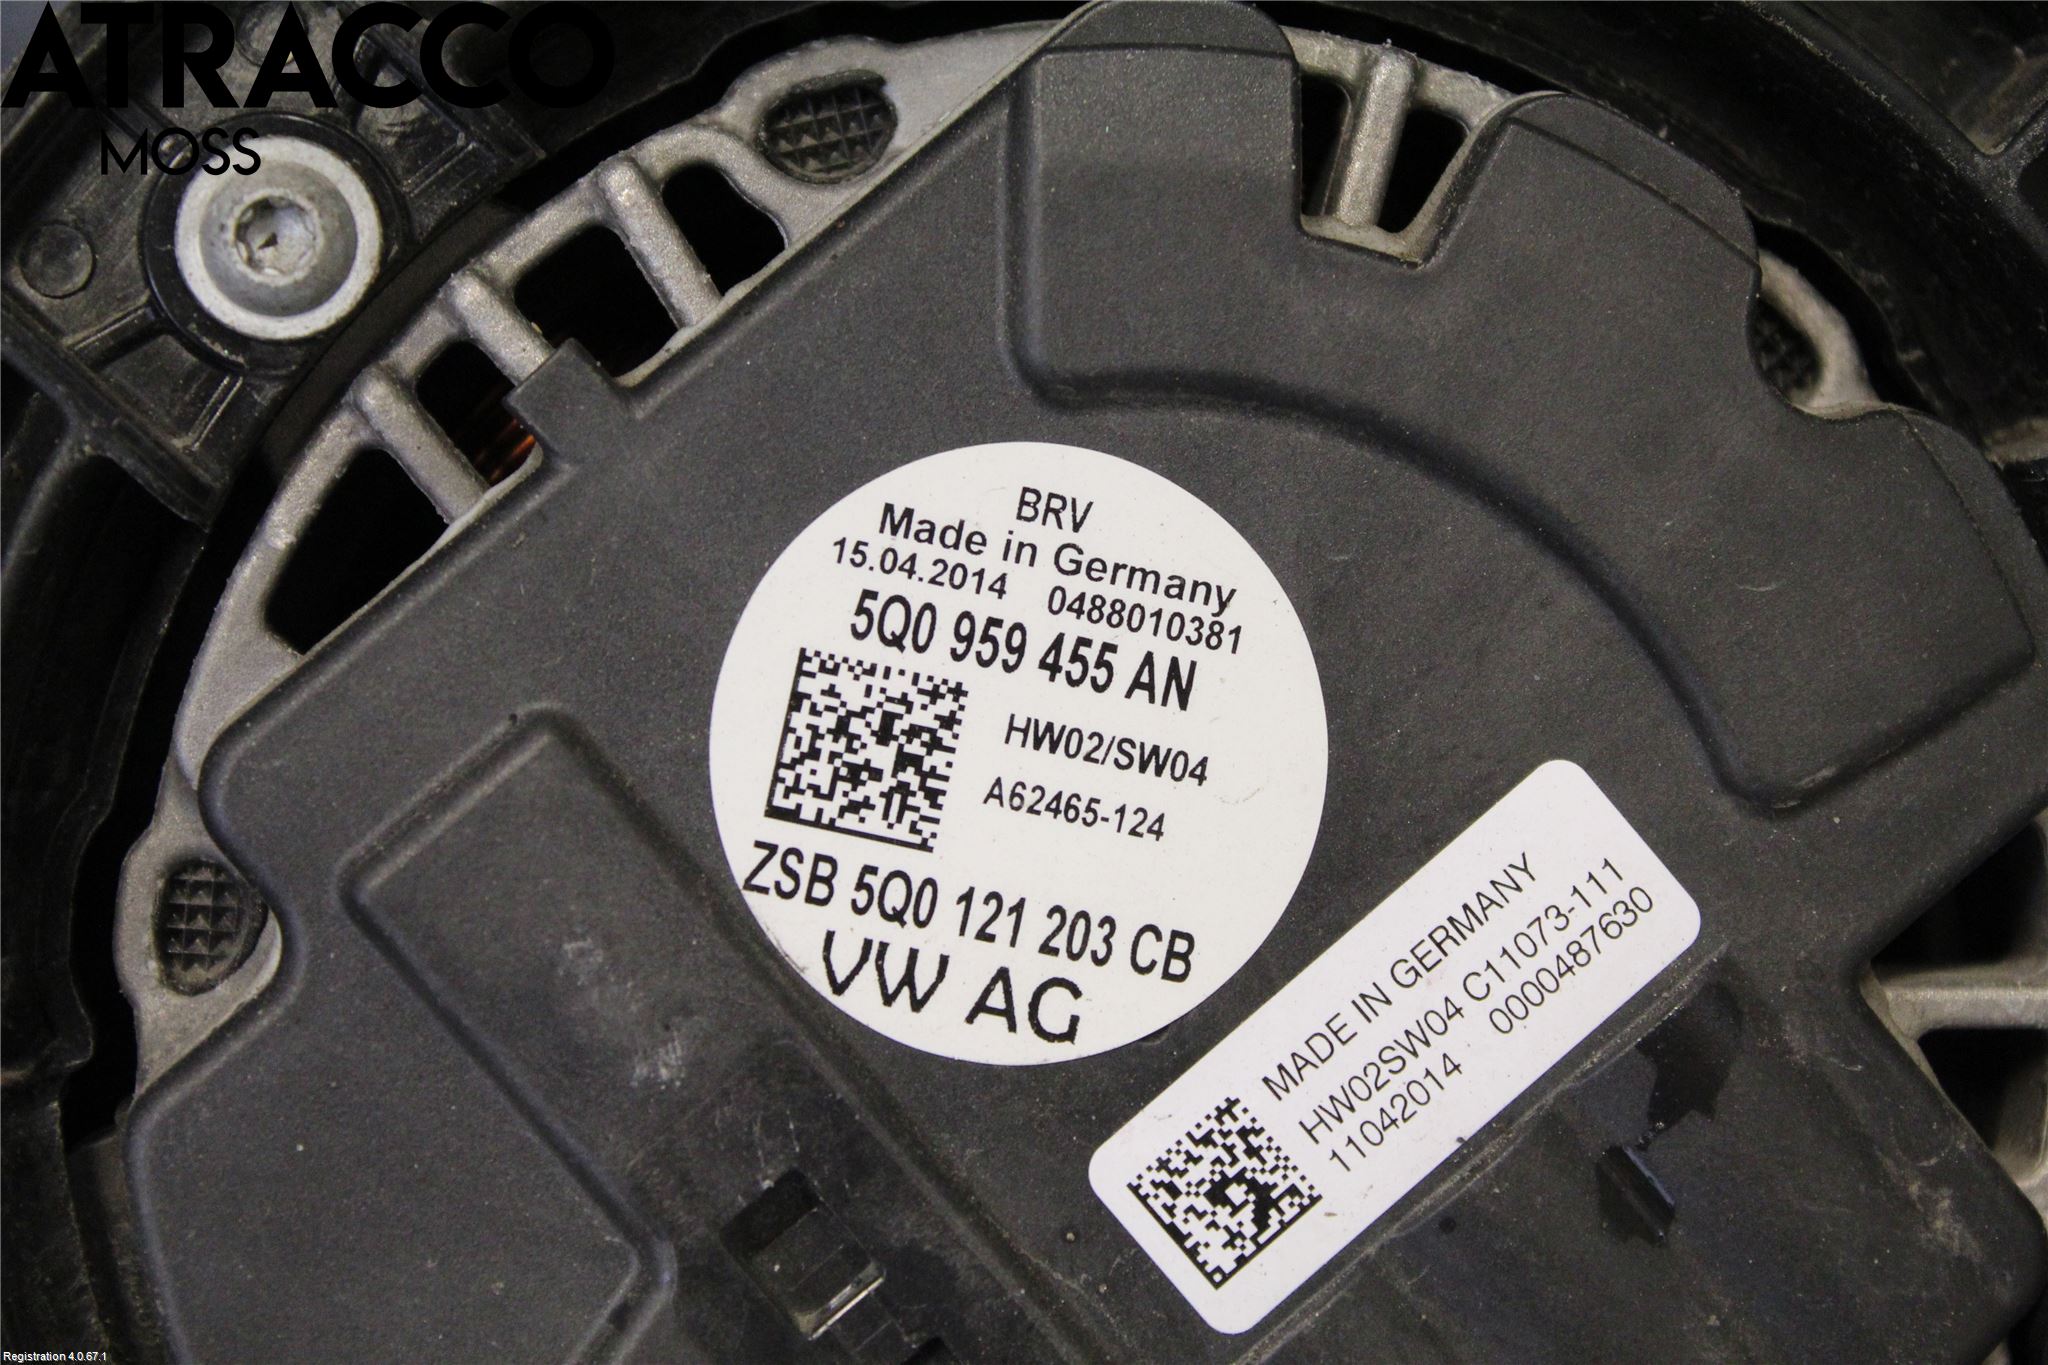 ATRACCO
MOSS
BRV
Made in Germany
15.04.2014 0488010381
5Q0 959 455 AN
HW02/SW04
A62465-124
ZSB 5Q0 121 203 CB
VW AG
MADE IN GERMANY
HW02SW04 C11073-111
11042014 0000487630
Registration 4.0.67.1